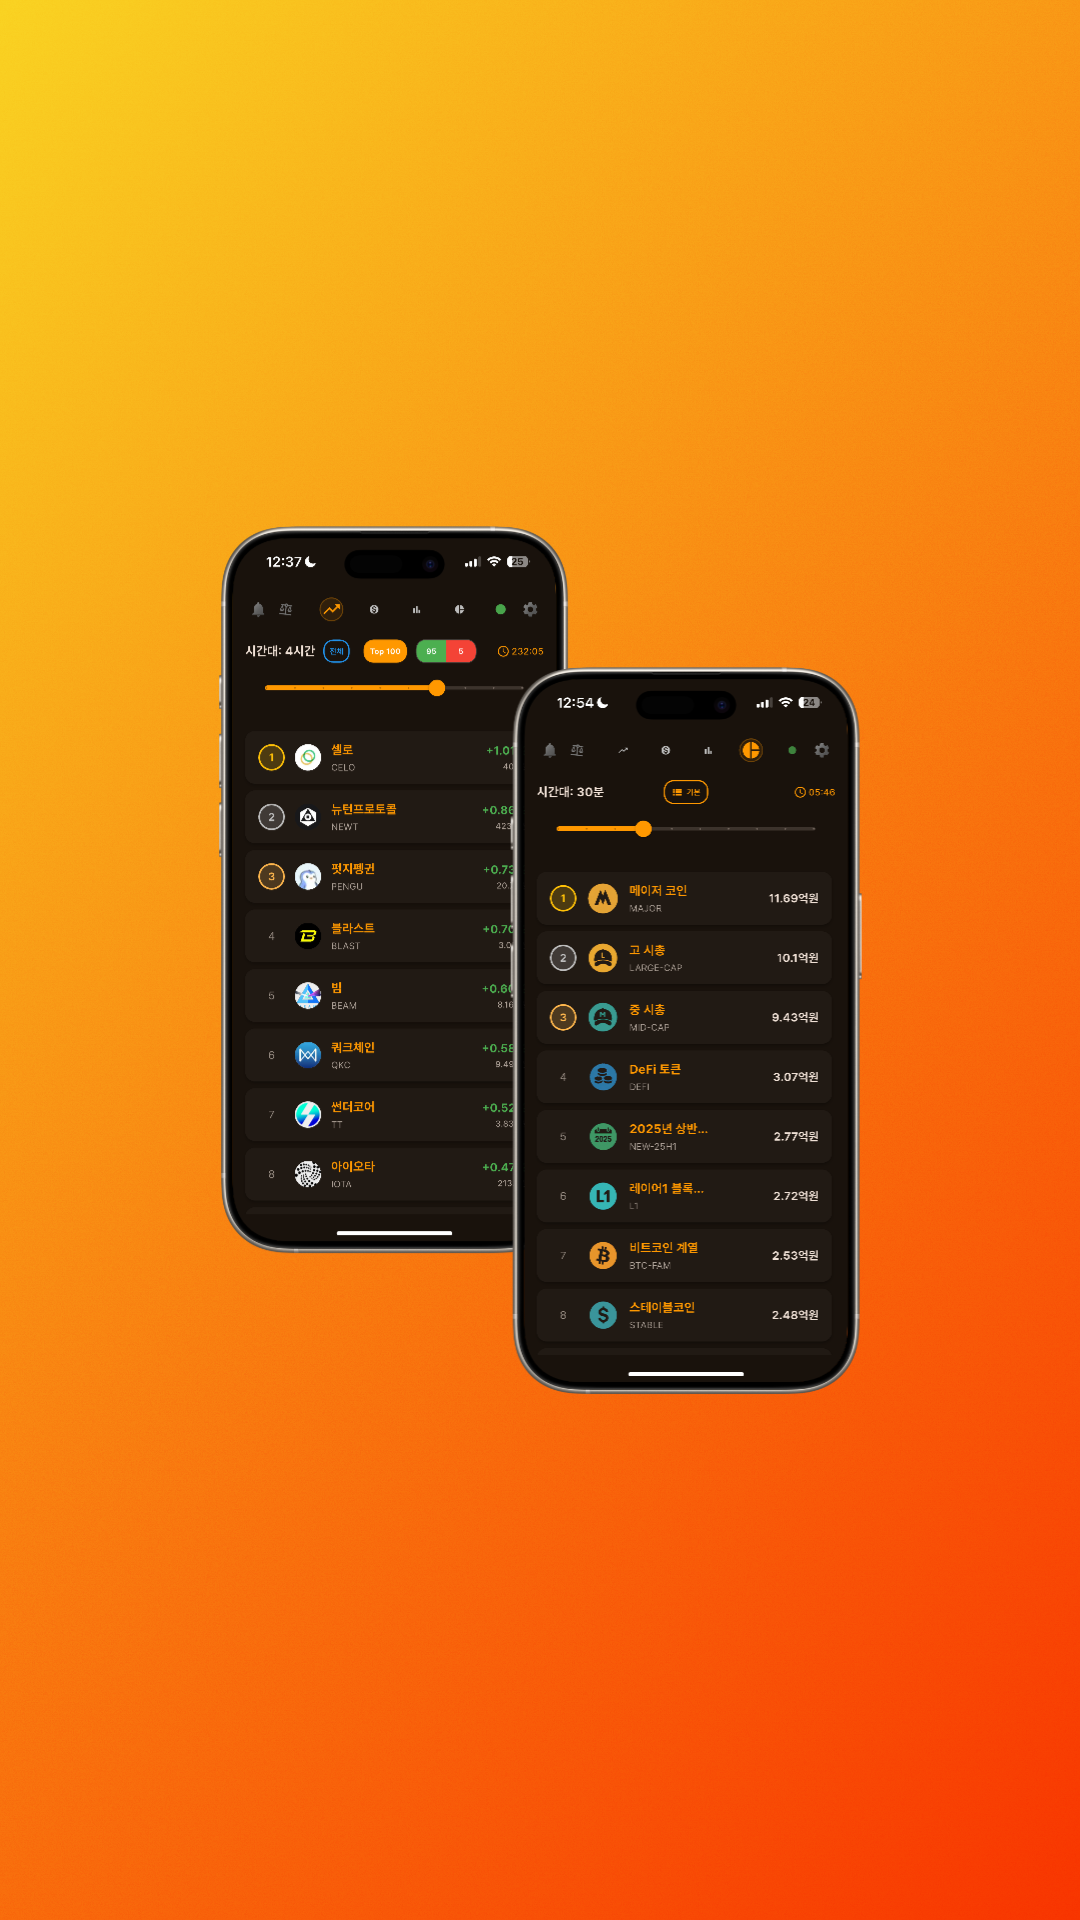 12:37
25
시간대: 4시간
전체
Top 100
95
5
232:05
1
셀로
CELO
+1.01
40
2
뉴턴프로토콜
NEWT
+0.86
423
3
펏지펭귄
PENGU
+0.73
20.
4
블라스트
BLAST
+0.70
3.0
5
빔
BEAM
+0.60
8.16
6
쿼크체인
QKC
+0.58
9.49
7
썬더코어
TT
+0.52
3.83
8
아이오타
IOTA
+0.47
213
12:54
24
시간대: 30분
기본
05:46
1
메이저 코인
MAJOR
11.69억원
2
고 시총
LARGE-CAP
10.1억원
3
중 시총
MID-CAP
9.43억원
4
DeFi 토큰
DEFI
3.07억원
5
2025
2025년 상반...
NEW-25H1
2.77억원
6
L1
레이어1 블록...
L1
2.72억원
7
비트코인 계열
BTC-FAM
2.53억원
8
스테이블코인
STABLE
2.48억원